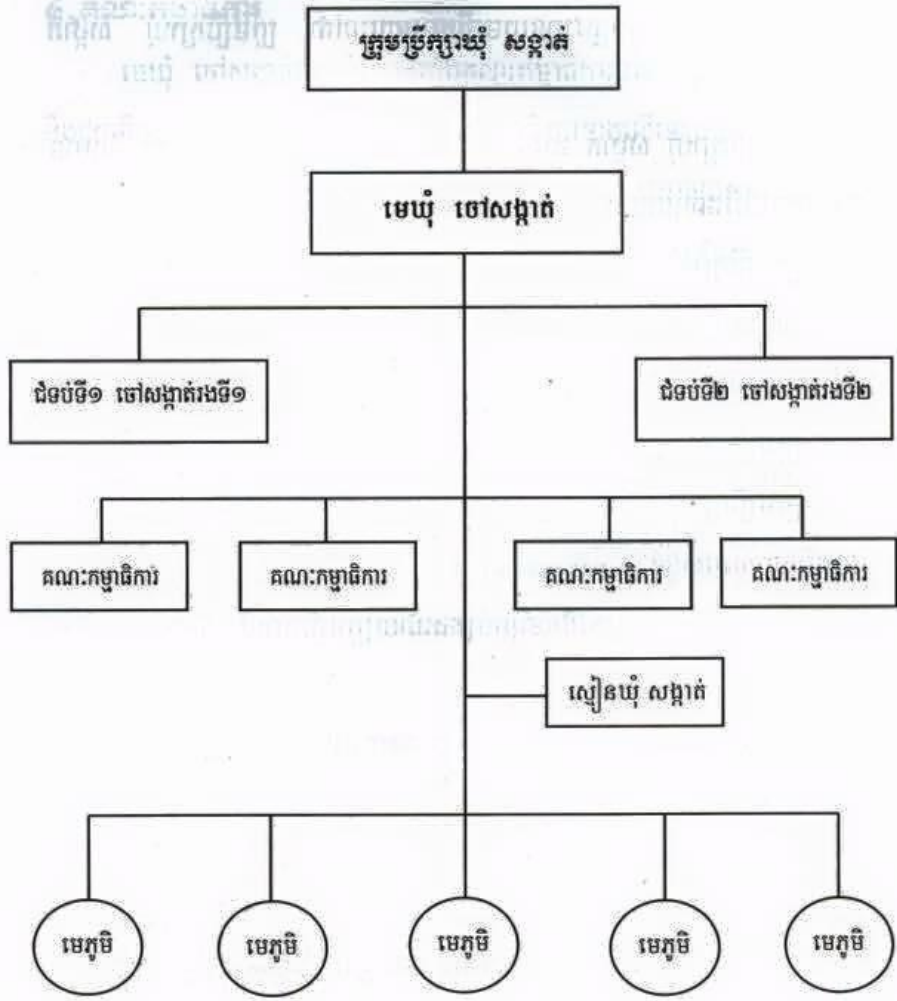 ក្រុមប្រឹក្សាឃុំ សង្កាត់
មេឃុំ ចៅសង្កាត់
ជំទប់ទី១ ចៅសង្កាត់រងទី១
ជំទប់ទី២ ចៅសង្កាត់រងទី២
គណៈកម្មាធិការ
គណៈកម្មាធិការ
គណៈកម្មាធិការ
គណៈកម្មាធិការ
ស្មៀនឃុំ សង្កាត់
មេភូមិ
មេភូមិ
មេភូមិ
មេភូមិ
មេភូមិ